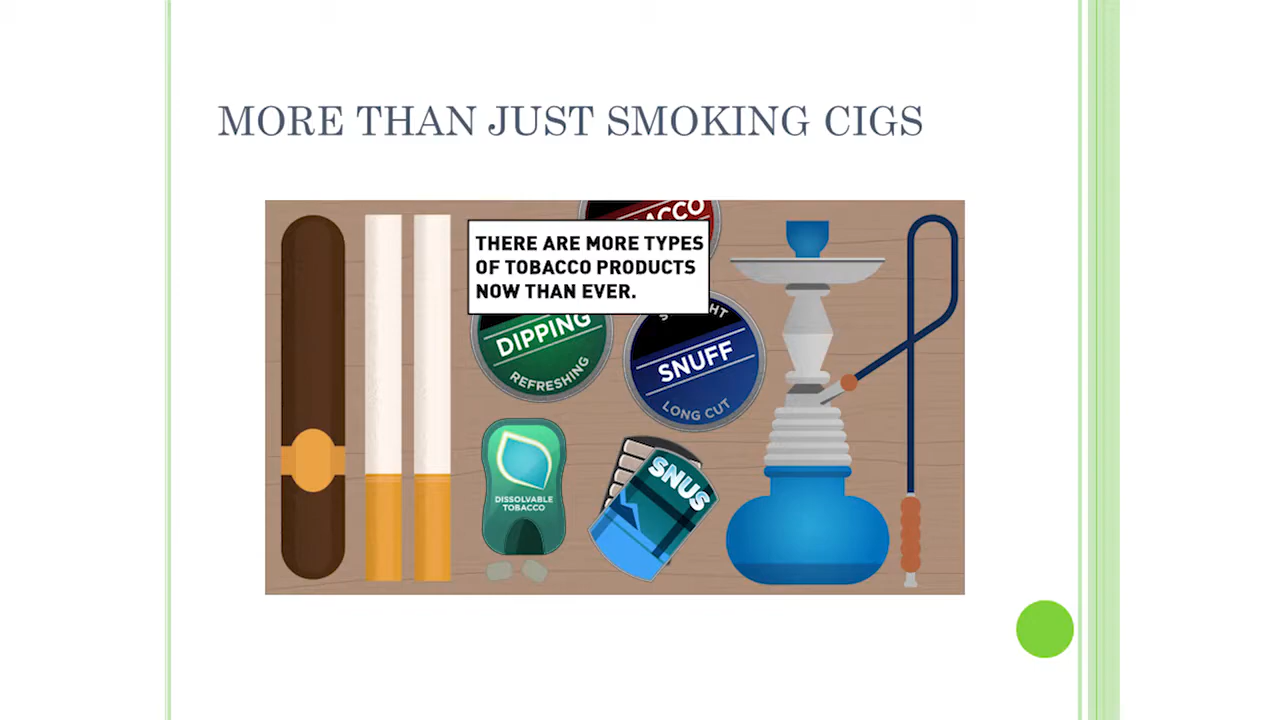 MORE THAN JUST SMOKING CIGS
THERE ARE MORE TYPES
OF TOBACCO PRODUCTS
NOW THAN EVER.
DIPPING
REFRESHING
SNUFF
LONG CUT
DISSOLVABLE
TOBACCO
SNUS